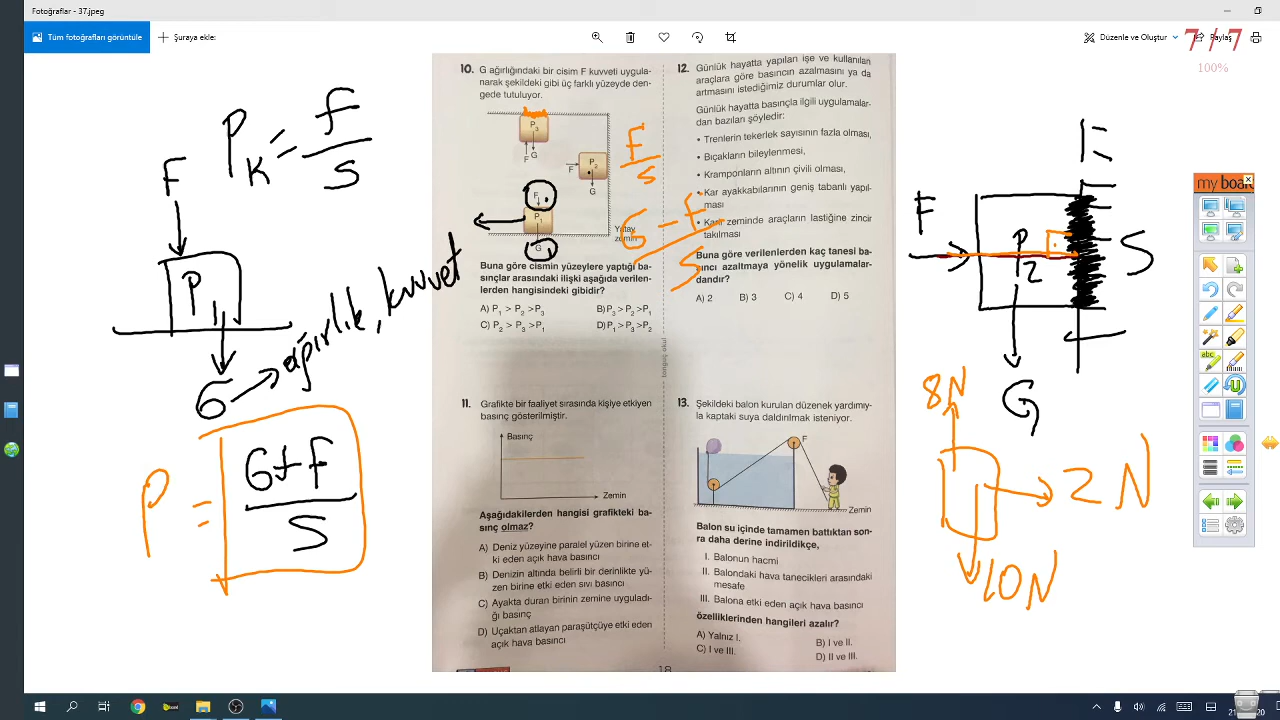 Fotoğraflar - 37.jpeg
Tüm fotoğrafları görüntüle
Şuraya ekle:
Düzenle ve Oluştur
Paylaş
7/7
100%
10. G ağırlığındaki bir cisim F kuvveti uygula-
narak şekildeki gibi üç farklı yüzeyde den-
gede tutuluyor.
P3
F
G
F
P2
G
F
P
G
Yatay
zemin
Buna göre cismin yüzeylere yaptığı ba-
sınçlar arasındaki ilişki aşağıda verilen-
lerden hangisindeki gibidir?
A) P1 > P2 >P3
B) P3 > P2 >P1
C) P2 > P3 >P1
D) P1 > P3 >P2
11. Grafikte bir faaliyet sırasında kişiye etkiyen
basınç gösterilmiştir.
Basınç
Zemin
Aşağıdakilerden hangisi grafikteki ba-
sınç olmaz?
A) Deniz yüzeyine paralel yüzen birine et-
ki eden açık hava basıncı
B) Denizin altında belirli bir derinlikte yü-
zen birine etki eden sıvı basıncı
C) Ayakta duran birinin zemine uyguladı-
ğı basınç
D) Uçaktan atlayan paraşütçüye etki eden
açık hava basıncı
tonguç okul
12. Günlük hayatta yapılan işe ve kullanılan
araçlara göre basıncın azalmasını ya da
artmasını istediğimiz durumlar olur.
Günlük hayatta basınçla ilgili uygulamalar-
dan bazıları şöyledir:
• Trenlerin tekerlek sayısının fazla olması,
• Bıçakların bileylenmesi,
• Kramponların altının çivili olması,
• Kar ayakkabılarının geniş tabanlı yapıl-
ması
• Karlı zeminde araçların lastiğine zincir
takılması
Buna göre verilenlerden kaç tanesi ba-
sıncı azaltmaya yönelik uygulamalar-
dandır?
A) 2
B) 3
C) 4
D) 5
13. Şekildeki balon kurulan düzenek yardımıy-
la kaptaki suya daldırılmak isteniyor.
F
Zemin
Balon su içinde tamamen battıktan son-
ra daha derine indirildikçe,
I. Balonun hacmi
II. Balondaki hava tanecikleri arasındaki
mesafe
III. Balona etki eden açık hava basıncı
özelliklerinden hangileri azalır?
A) Yalnız I.
B) I ve II.
C) I ve III.
D) II ve III.
18
PK = f/s
F
P1
G
ağırlık, kuvvet
P = G+f/S
F/s
G-f/S
F
P2
S
G
8N
2 N
10N
my board
abc